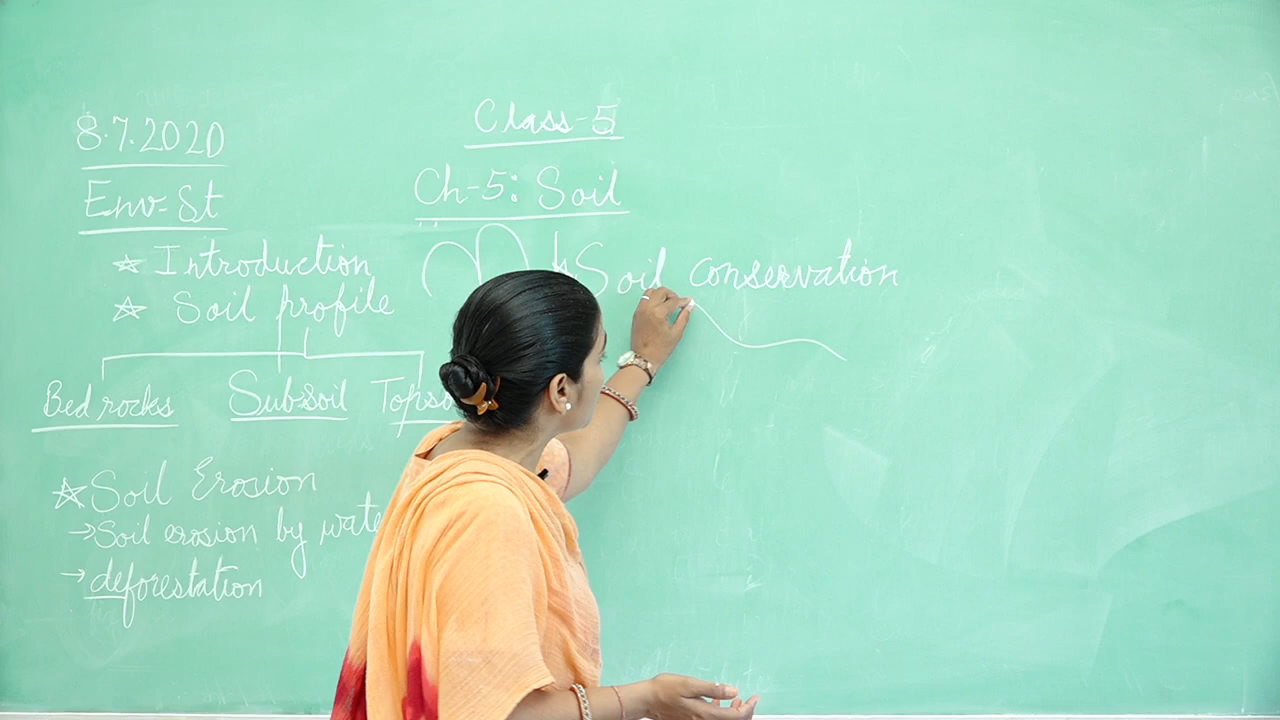 8.7.2020
Env-St
Class-5
Ch-5: Soil
☆ Introduction
☆ Soil profile
Bed rocks Subsoil
☆ Soil Erosion
→ Soil erosion by
→ deforestation
Soil conservation